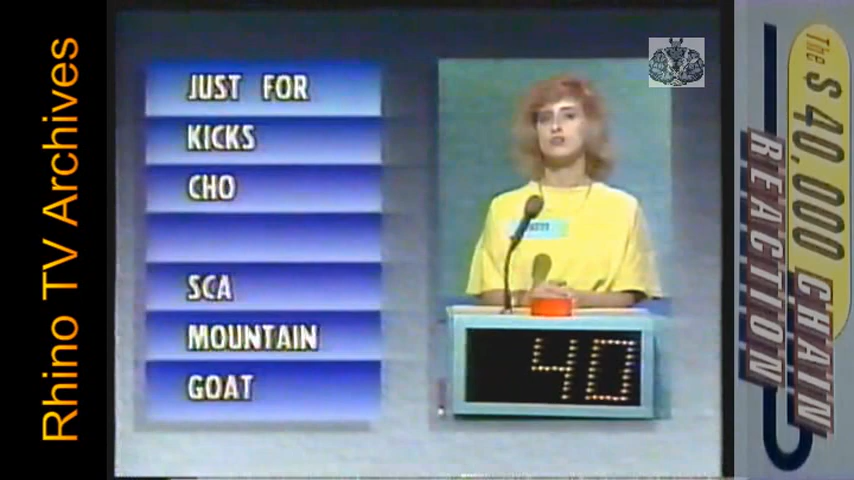 Rhino TV Archives
JUST FOR
KICKS
CHO
SCA
MOUNTAIN
GOAT
40
The $40,000 CHAIN
REACTION